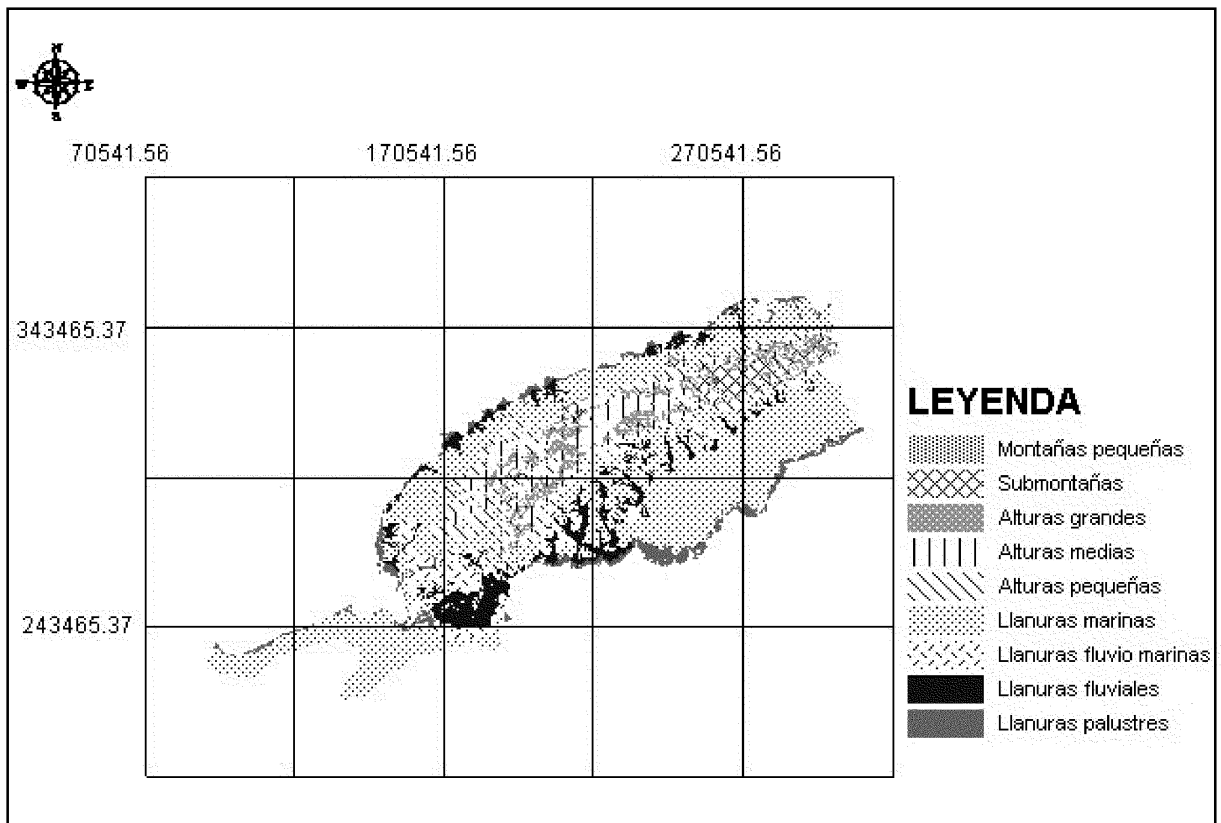 N
W E
S
70541.56 170541.56 270541.56
343465.37
243465.37
LEYENDA
Montañas pequeñas
Submontañas
Alturas grandes
Alturas medias
Alturas pequeñas
Llanuras marinas
Llanuras fluvio marinas
Llanuras fluviales
Llanuras palustres